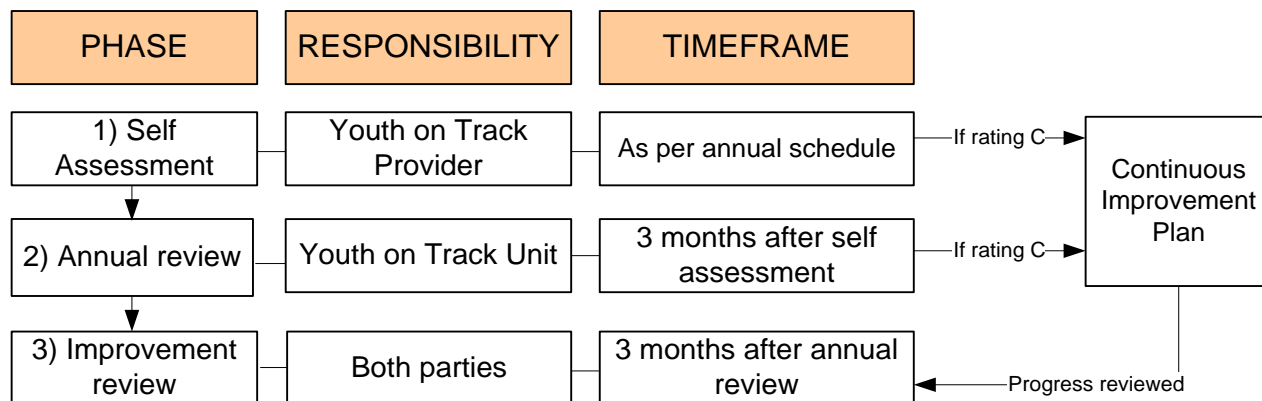 PHASE
RESPONSIBILITY
TIMEFRAME
1) Self
Assessment
Youth on Track
Provider
As per annual schedule
If rating C
Continuous
Improvement
Plan
2) Annual review
Youth on Track Unit
3 months after self
assessment
If rating C
3) Improvement
review
Both parties
3 months after annual
review
Progress reviewed